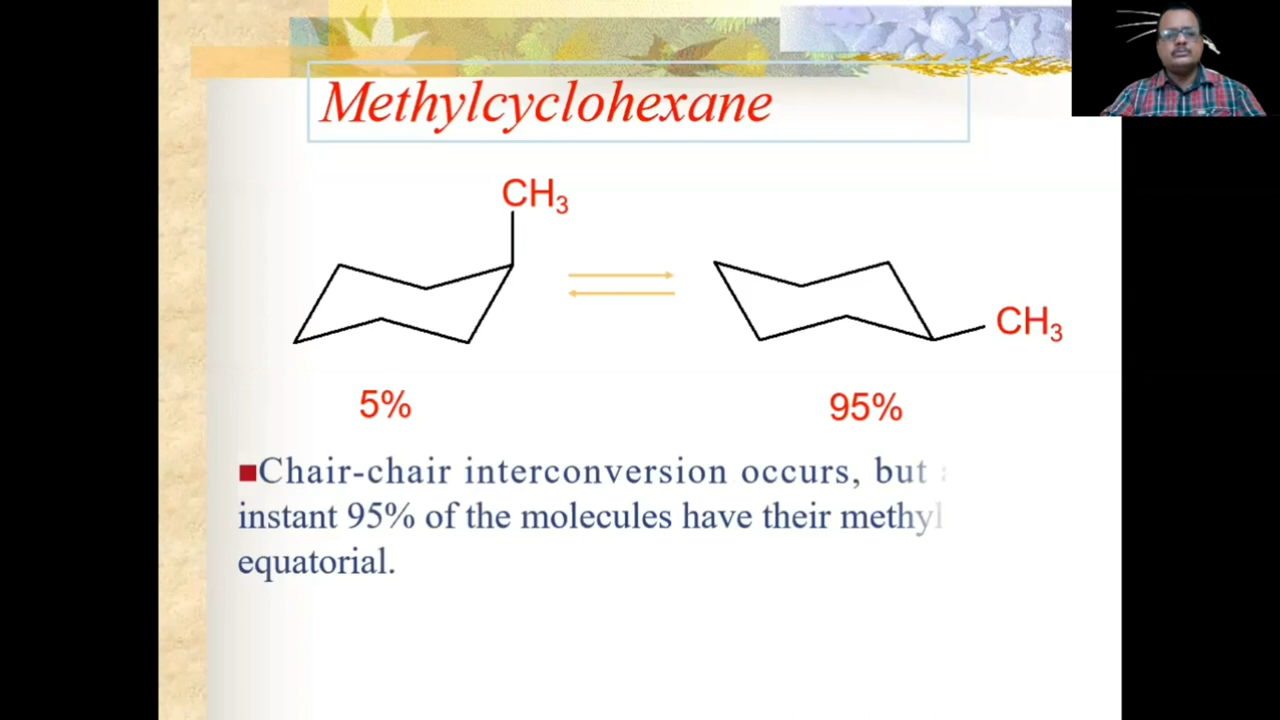 Methylcyclohexane
CH₃
CH₃
5%
95%
■Chair-chair interconversion occurs, but
instant 95% of the molecules have their methyl
equatorial.